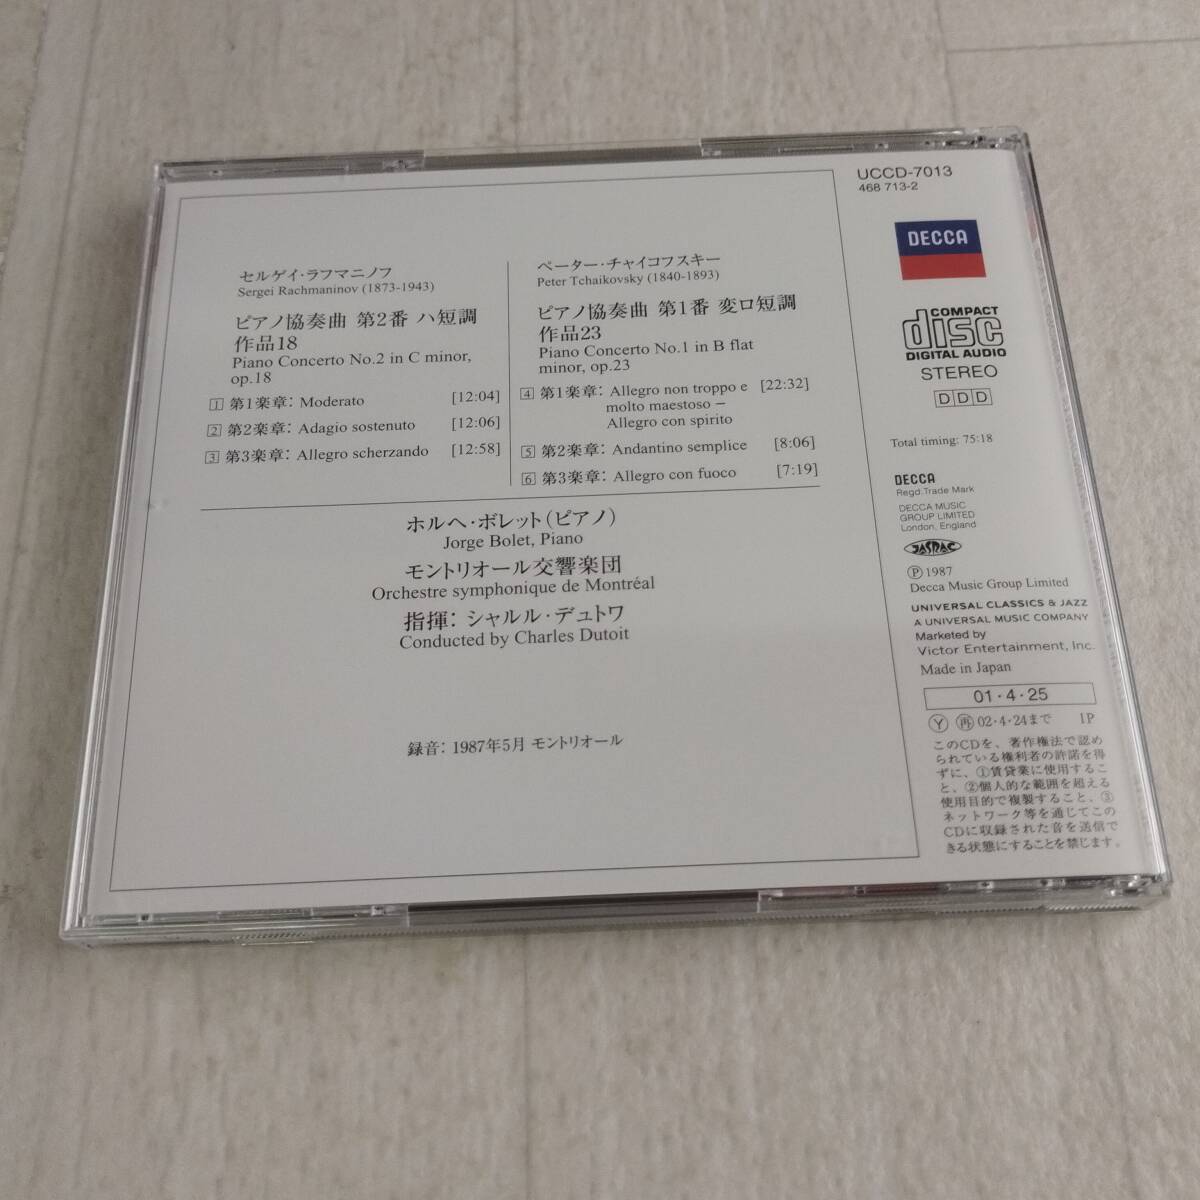 セルゲイ・ラフマニノフ
Sergei Rachmaninov (1873-1943)
ピアノ協奏曲 第2番 ハ短調
作品18
Piano Concerto No.2 in C minor,
op.18
1 第1楽章: Moderato [12:04]
2 第2楽章: Adagio sostenuto [12:06]
3 第3楽章: Allegro scherzando [12:58]
ペーター・チャイコフスキー
Peter Tchaikovsky (1840-1893)
ピアノ協奏曲 第1番 変ロ短調
作品23
Piano Concerto No.1 in B flat
minor, op.23
4 第1楽章: Allegro non troppo e [22:32]
molto maestoso –
Allegro con spirito
5 第2楽章: Andantino semplice [8:06]
6 第3楽章: Allegro con fuoco [7:19]
ホルヘ・ボレット(ピアノ)
Jorge Bolet, Piano
モントリオール交響楽団
Orchestre symphonique de Montréal
指揮: シャルル・デュトワ
Conducted by Charles Dutoit
録音: 1987年5月 モントリオール
UCCD-7013
468 713-2
DECCA
COMPACT
disc
DIGITAL AUDIO
STEREO
DDD
Total timing: 75:18
DECCA
Regd. Trade Mark
DECCA MUSIC
GROUP LIMITED
London, England
JASRAC
Ⓟ 1987
Decca Music Group Limited
UNIVERSAL CLASSICS & JAZZ
A UNIVERSAL MUSIC COMPANY
Marketed by
Victor Entertainment, Inc.
Made in Japan
01・4・25
Ⓨ 再 02・4・24まで 1P
このCDを、著作権法で認め
られている権利者の許諾を得
ずに、①賃貸業に使用するこ
と、②個人的な範囲を超える
使用目的で複製すること、③
ネットワーク等を通じてこの
CDに収録された音を送信で
きる状態にすることを禁じます。